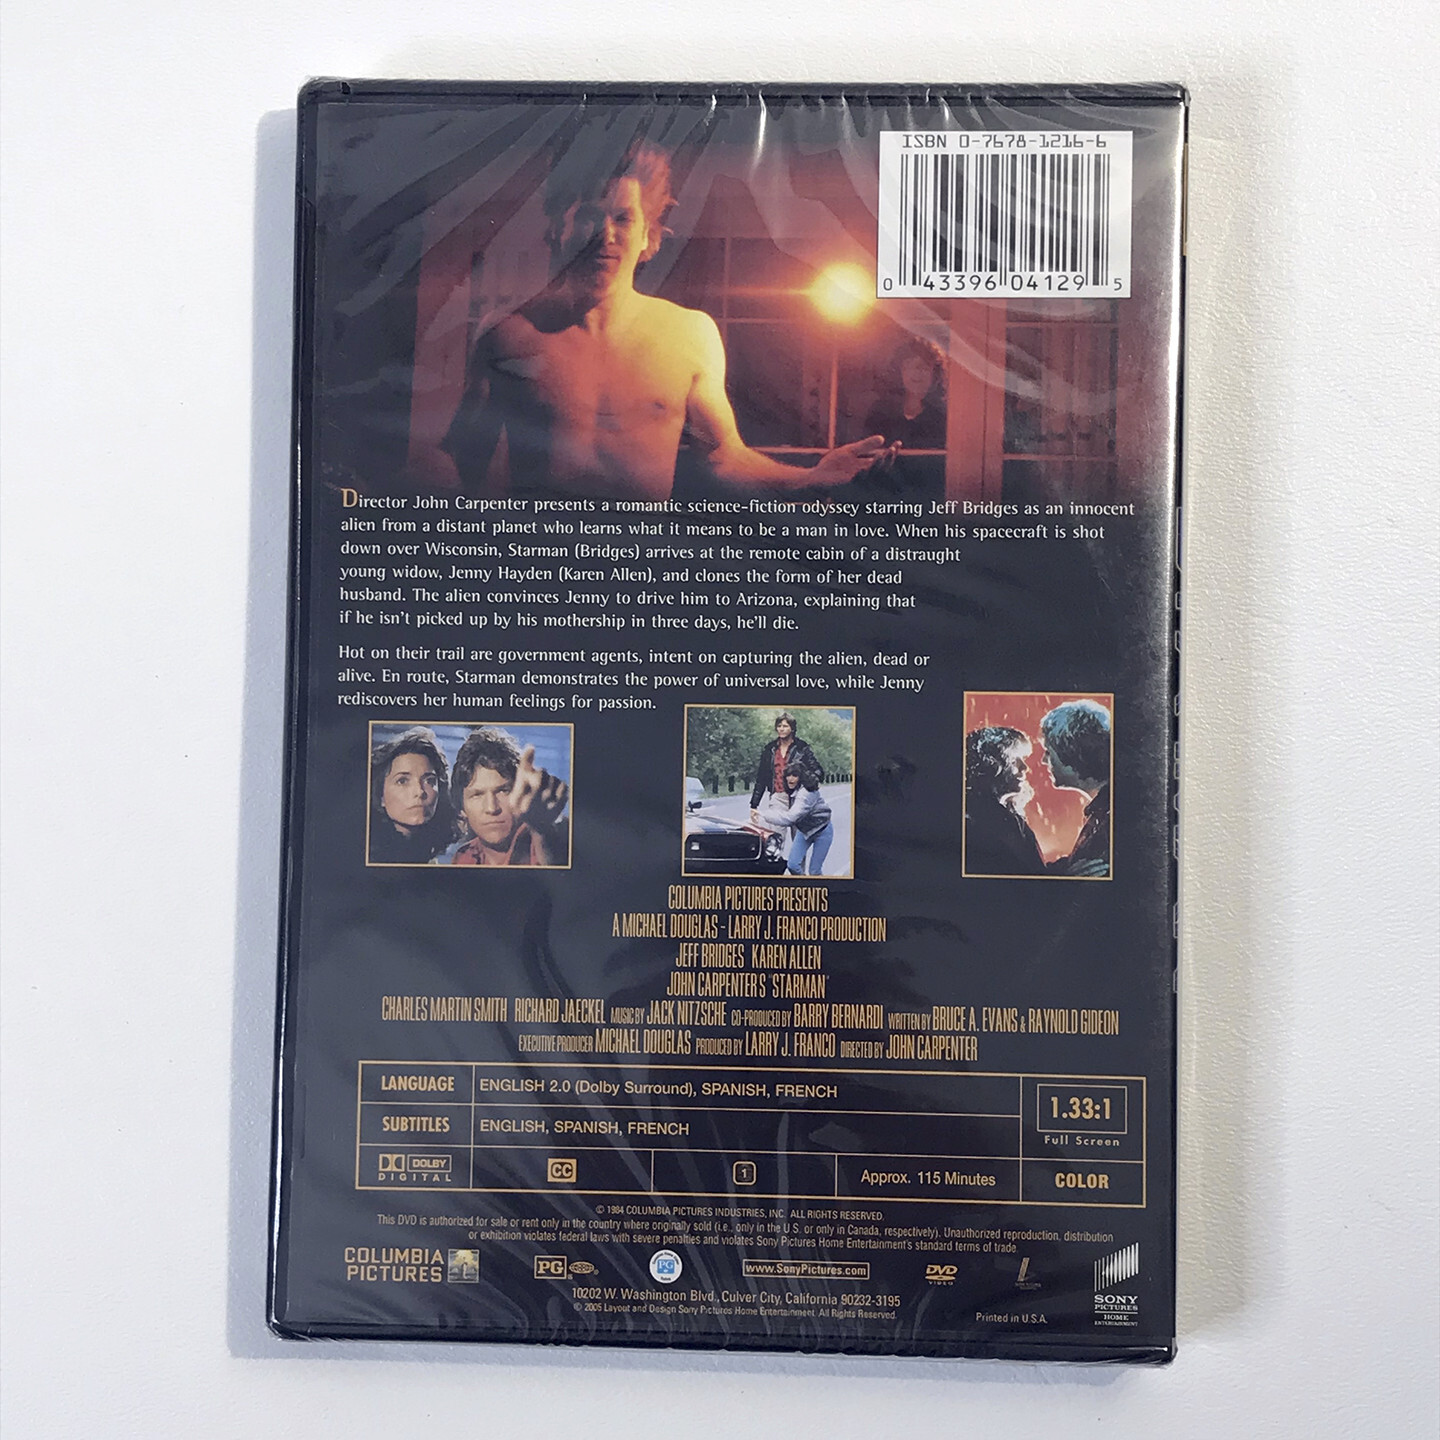 ISBN 0-7678-1216-6
0 43396 04129 5
Director John Carpenter presents a romantic science-fiction odyssey starring Jeff Bridges as an innocent
alien from a distant planet who learns what it means to be a man in love. When his spacecraft is shot
down over Wisconsin, Starman (Bridges) arrives at the remote cabin of a distraught
young widow, Jenny Hayden (Karen Allen), and clones the form of her dead
husband. The alien convinces Jenny to drive him to Arizona, explaining that
if he isn't picked up by his mothership in three days, he'll die.
Hot on their trail are government agents, intent on capturing the alien, dead or
alive. En route, Starman demonstrates the power of universal love, while Jenny
rediscovers her human feelings for passion.
COLUMBIA PICTURES PRESENTS
A MICHAEL DOUGLAS - LARRY J. FRANCO PRODUCTION
JEFF BRIDGES KAREN ALLEN
JOHN CARPENTER'S "STARMAN"
CHARLES MARTIN SMITH RICHARD JAECKEL MUSIC BY JACK NITZSCHE CO-PRODUCED BY BARRY BERNARDI WRITTEN BY BRUCE A. EVANS & RAYNOLD GIDEON
EXECUTIVE PRODUCER MICHAEL DOUGLAS PRODUCED BY LARRY J. FRANCO DIRECTED BY JOHN CARPENTER
LANGUAGE ENGLISH 2.0 (Dolby Surround), SPANISH, FRENCH
SUBTITLES ENGLISH, SPANISH, FRENCH
1.33:1
Full Screen
DOLBY
DIGITAL
CC
1
Approx. 115 Minutes
COLOR
© 1984 COLUMBIA PICTURES INDUSTRIES, INC. ALL RIGHTS RESERVED.
This DVD is authorized for sale or rent only in the country where originally sold (i.e., only in the U.S. or only in Canada, respectively). Unauthorized reproduction, distribution
or exhibition violates federal laws with severe penalties and violates Sony Pictures Home Entertainment's standard terms of trade.
COLUMBIA
PICTURES
PG
PG
www.SonyPictures.com
DVD
VIDEO
SONY
PICTURES
HOME
ENTERTAINMENT
10202 W. Washington Blvd., Culver City, California 90232-3195
© 2005 Layout and Design Sony Pictures Home Entertainment. All Rights Reserved.
Printed in U.S.A.